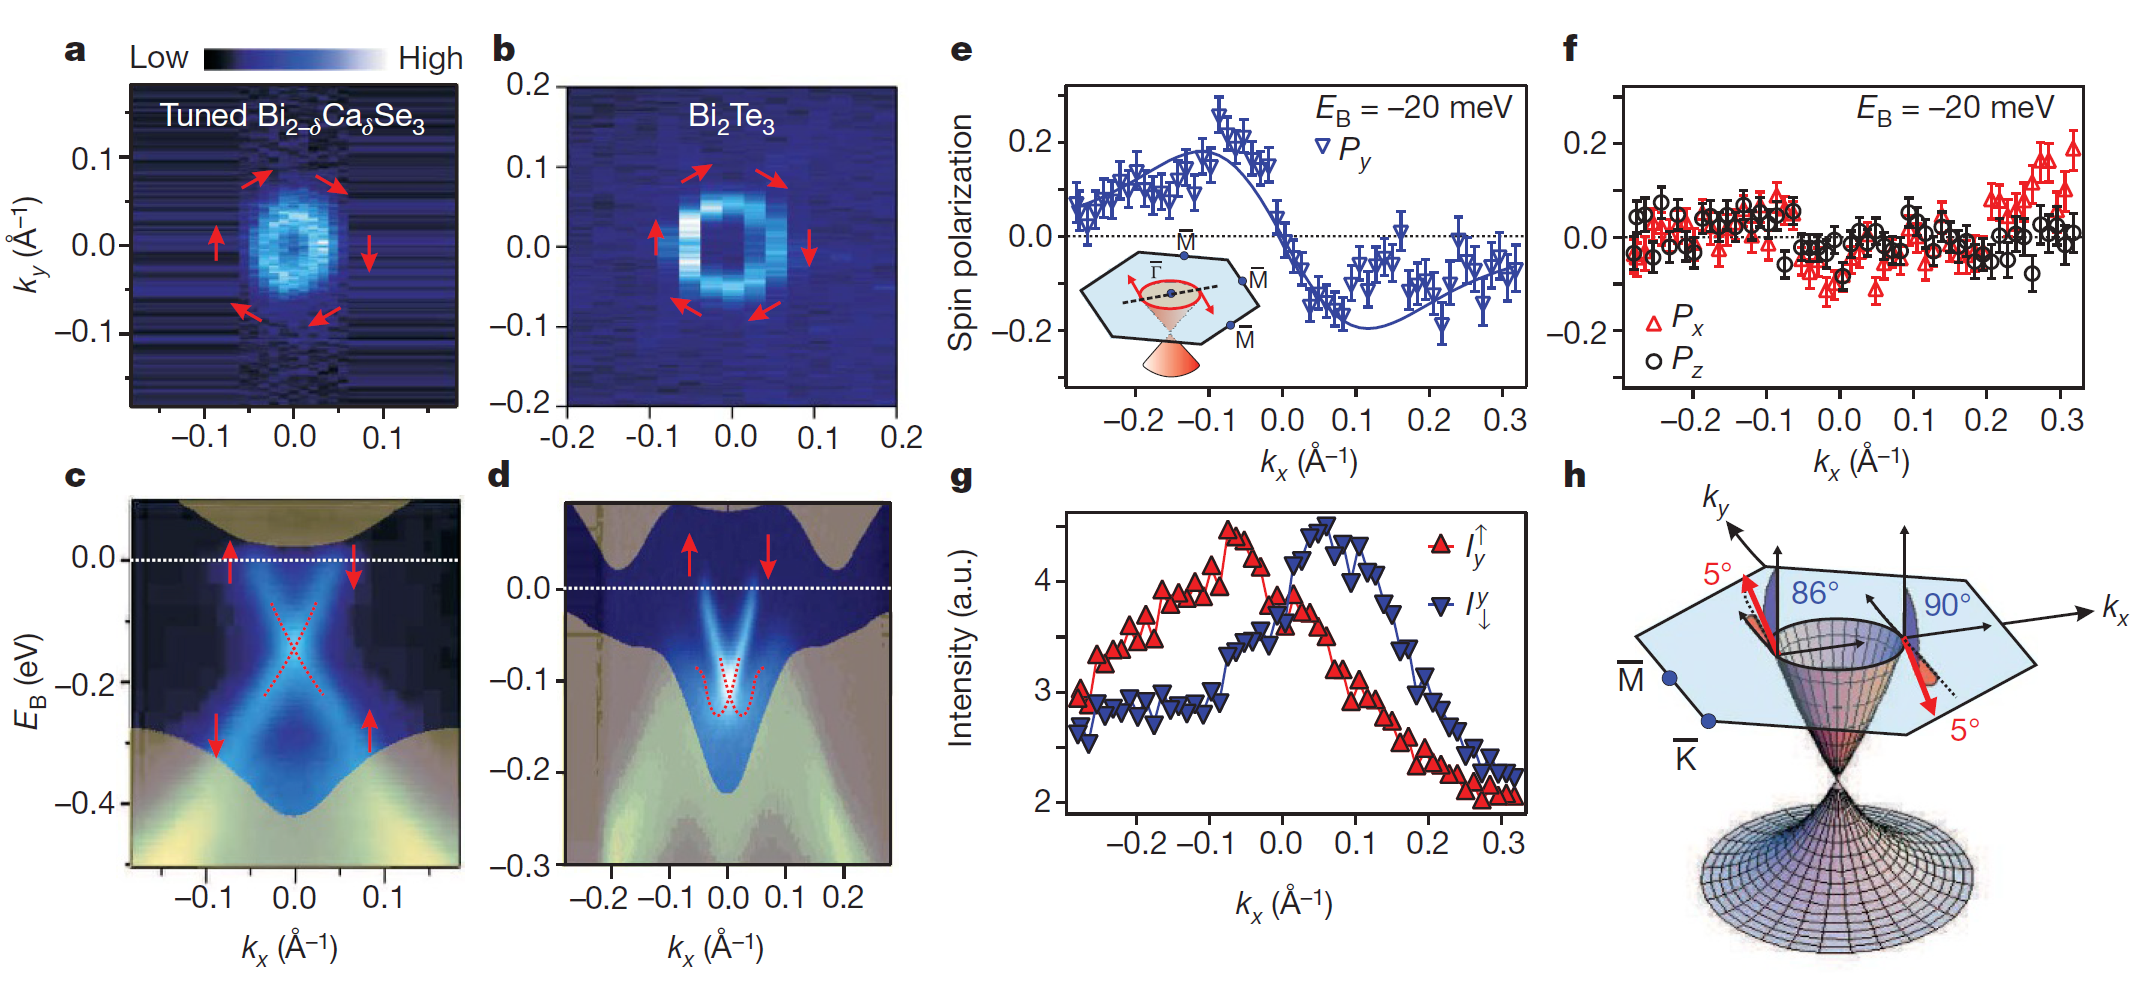 a
Low High
Tuned Bi2–δCaδSe3
0.1
0.0
–0.1
ky (Å–1)
–0.1 0.0 0.1
b
Bi2Te3
0.2
0.1
0.0
–0.1
–0.2
-0.2 -0.1 0.0 0.1 0.2
c
0.0
–0.2
–0.4
EB (eV)
–0.1 0.0 0.1
kx (Å–1)
d
0.0
–0.1
–0.2
–0.3
–0.2 –0.1 0.0 0.1 0.2
kx (Å–1)
e
EB = –20 meV
Py
0.2
0.0
–0.2
Spin polarization
M̅
Γ̅
M̅
M̅
–0.2 –0.1 0.0 0.1 0.2 0.3
kx (Å–1)
f
EB = –20 meV
0.2
0.0
–0.2
Px
Pz
–0.2 –0.1 0.0 0.1 0.2 0.3
kx (Å–1)
g
Iy↑
Iy↓
4
3
2
Intensity (a.u.)
–0.2 –0.1 0.0 0.1 0.2 0.3
kx (Å–1)
h
ky
5°
86°
90°
kx
M̅
K̅
5°